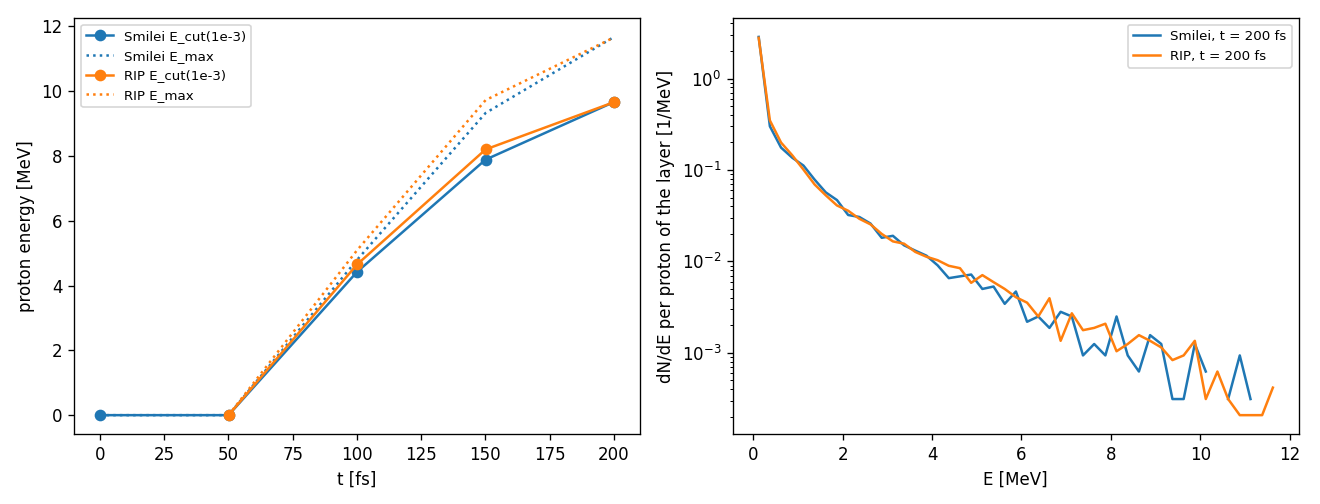 12
10
8
6
4
2
0
proton energy [MeV]
Smilei E_cut(1e-3)
Smilei E_max
RIP E_cut(1e-3)
RIP E_max
0 25 50 75 100 125 150 175 200
t [fs]
10^0
10^-1
10^-2
10^-3
dN/dE per proton of the layer [1/MeV]
Smilei, t = 200 fs
RIP, t = 200 fs
0 2 4 6 8 10 12
E [MeV]